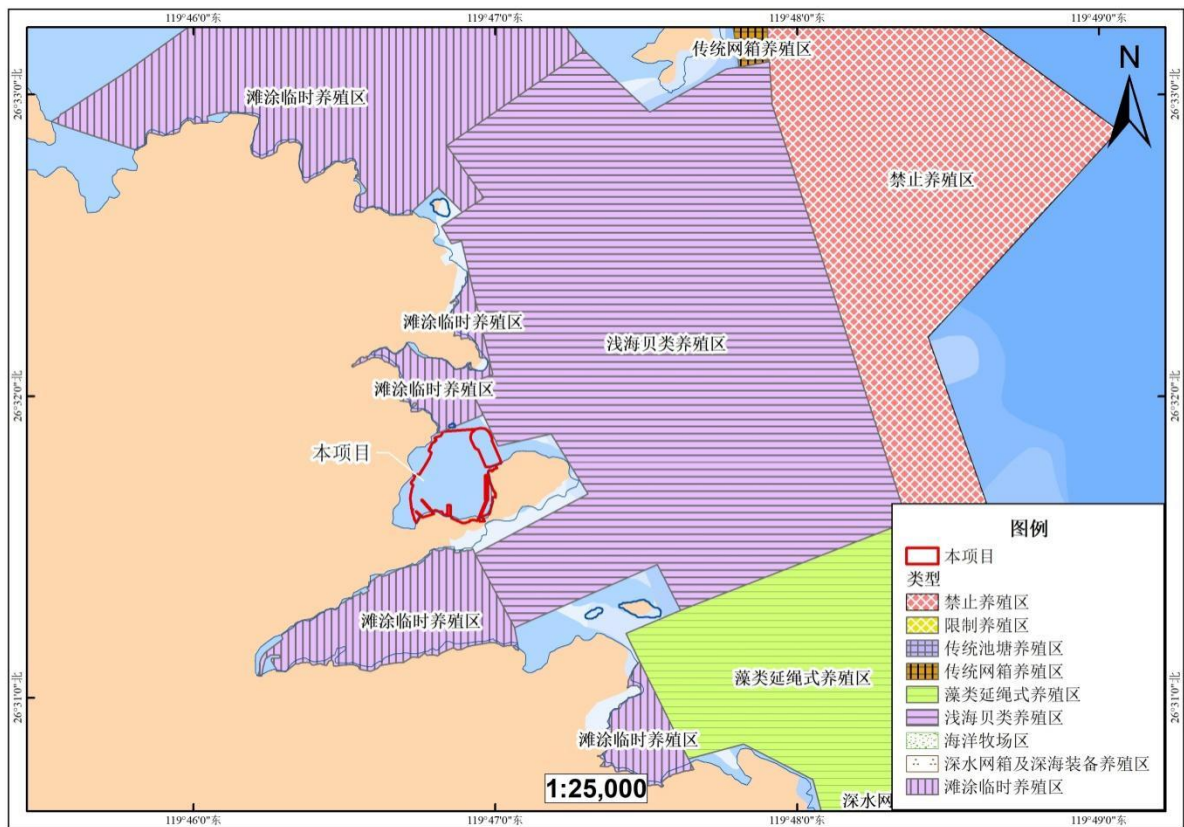 119°46'0"东
119°47'0"东
119°48'0"东
119°49'0"东
26°33'0"北
26°33'0"北
N
传统网箱养殖区
滩涂临时养殖区
禁止养殖区
滩涂临时养殖区
浅海贝类养殖区
滩涂临时养殖区
26°32'0"北
26°32'0"北
本项目
滩涂临时养殖区
藻类延绳式养殖区
滩涂临时养殖区
26°31'0"北
26°31'0"北
1:25,000
深水网
图例
本项目
类型
禁止养殖区
限制养殖区
传统池塘养殖区
传统网箱养殖区
藻类延绳式养殖区
浅海贝类养殖区
海洋牧场区
深水网箱及深海装备养殖区
滩涂临时养殖区
119°46'0"东
119°47'0"东
119°48'0"东
119°49'0"东